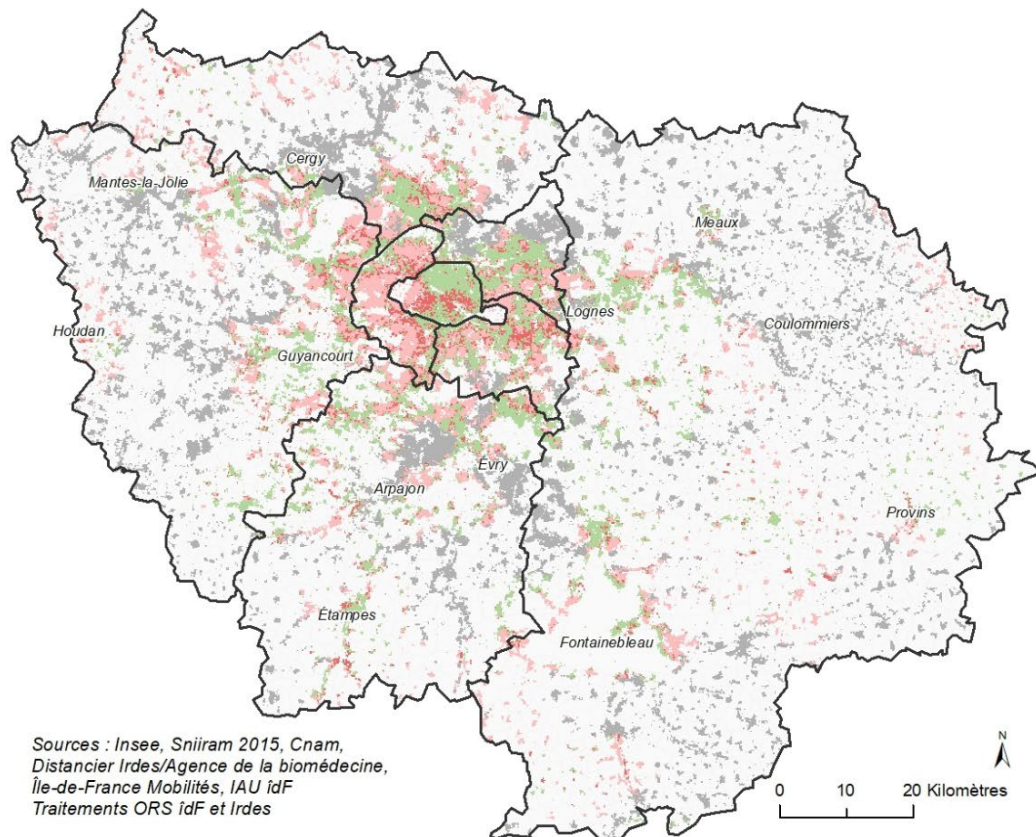 Cergy
Mantes-la-Jolie
Meaux
Lognes
Coulommiers
Houdan
Guyancourt
Évry
Arpajon
Provins
Étampes
Fontainebleau
Sources : Insee, Sniiram 2015, Cnam,
Distancier Irdes/Agence de la biomédecine,
Île-de-France Mobilités, IAU îdF
Traitements ORS îdF et Irdes
N
0 10 20 Kilomètres